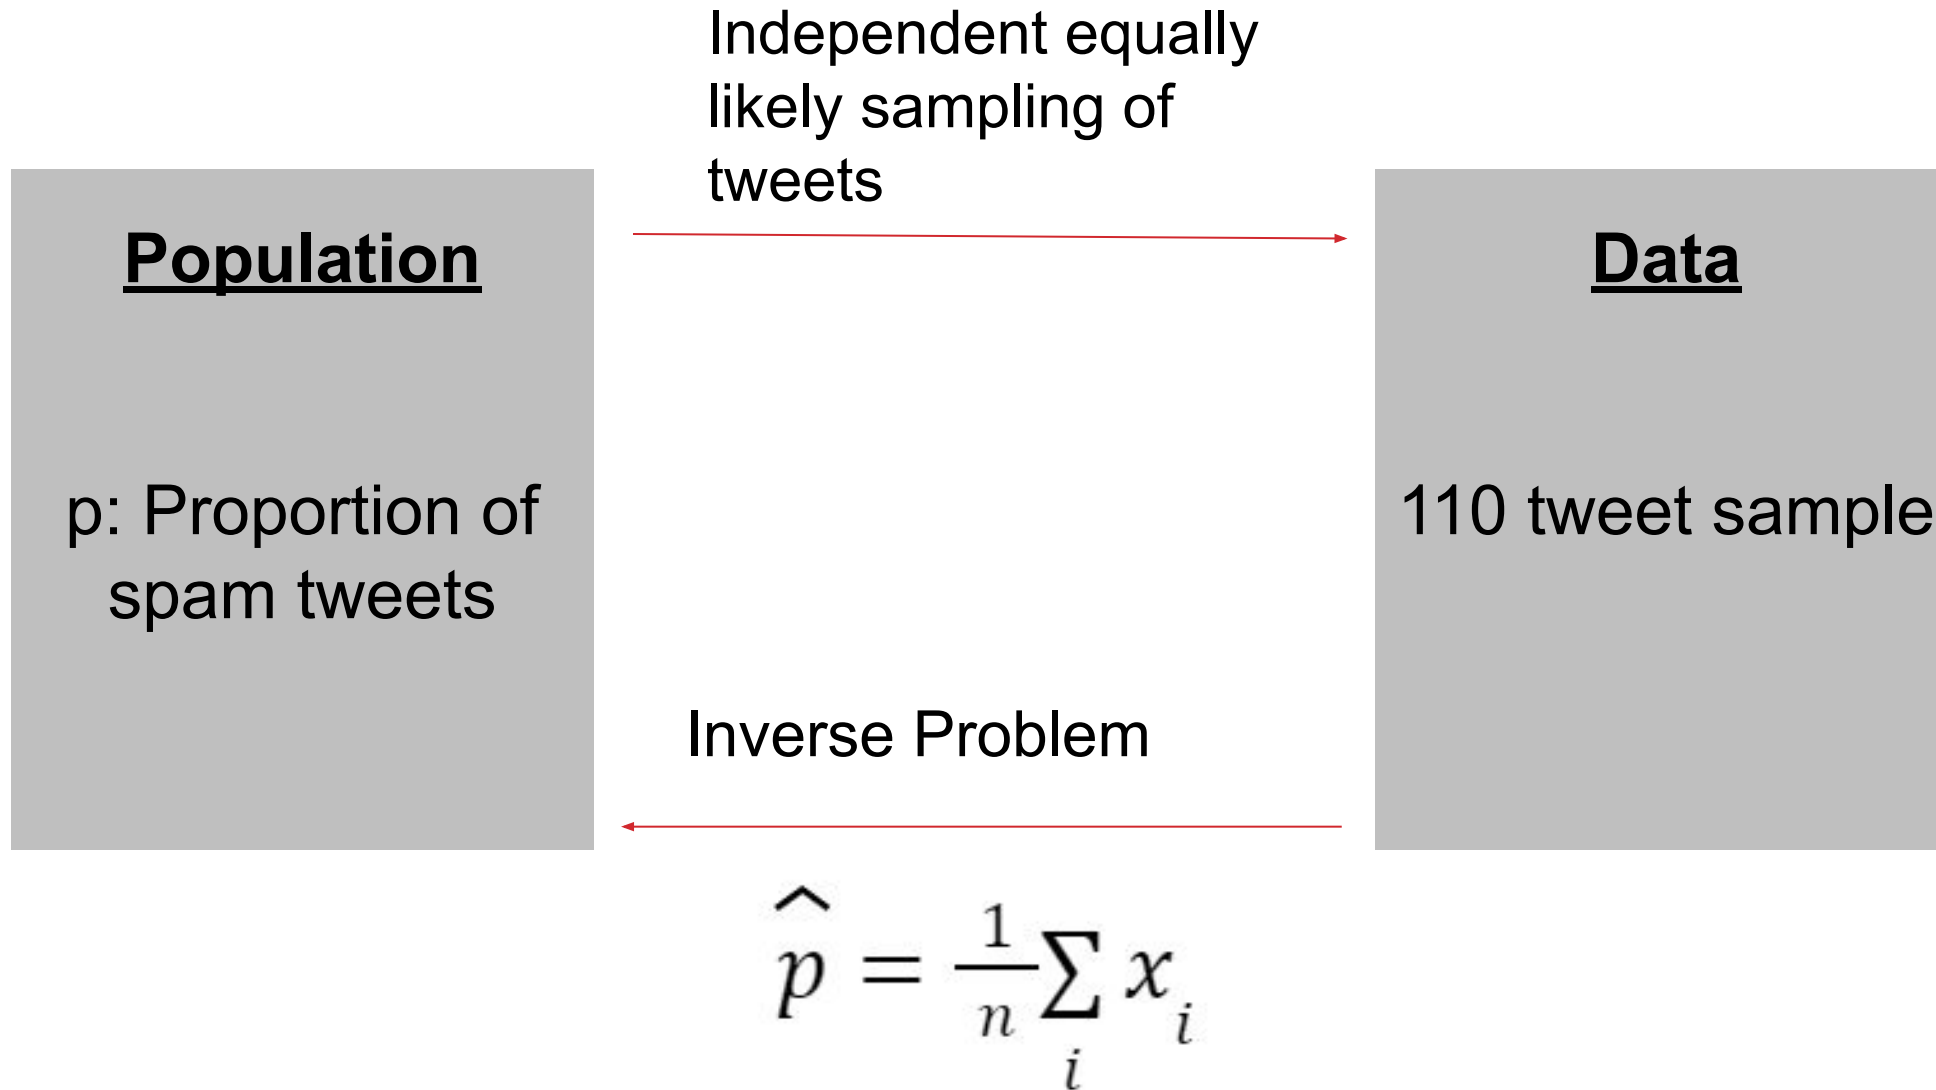 Independent equally
likely sampling of
tweets
Population
Data
p: Proportion of
spam tweets
110 tweet sample
Inverse Problem
p̂ = 1/n ∑_i x_i